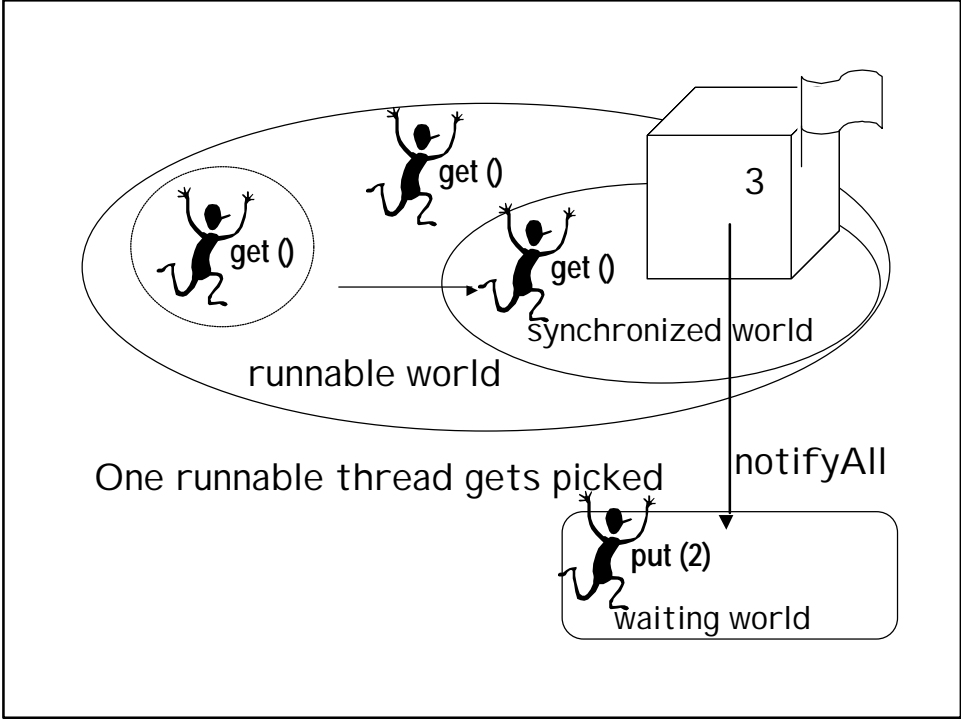 3
get ()
get ()
get ()
synchronized world
runnable world
One runnable thread gets picked
notifyAll
put (2)
waiting world